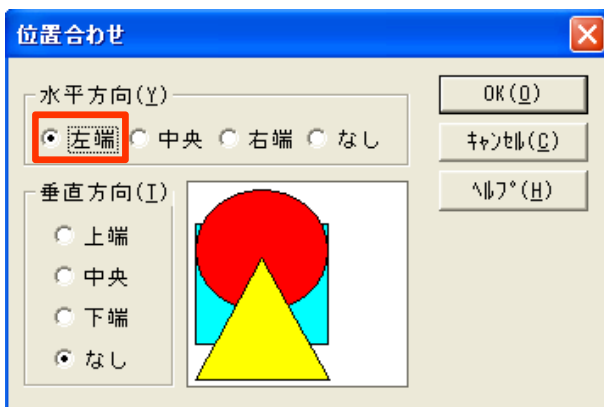 位置合わせ
水平方向(Y)
左端 中央 右端 なし
垂直方向(T)
上端
中央
下端
なし
OK(O)
ｷｬﾝｾﾙ(C)
ﾍﾙﾌﾟ(H)